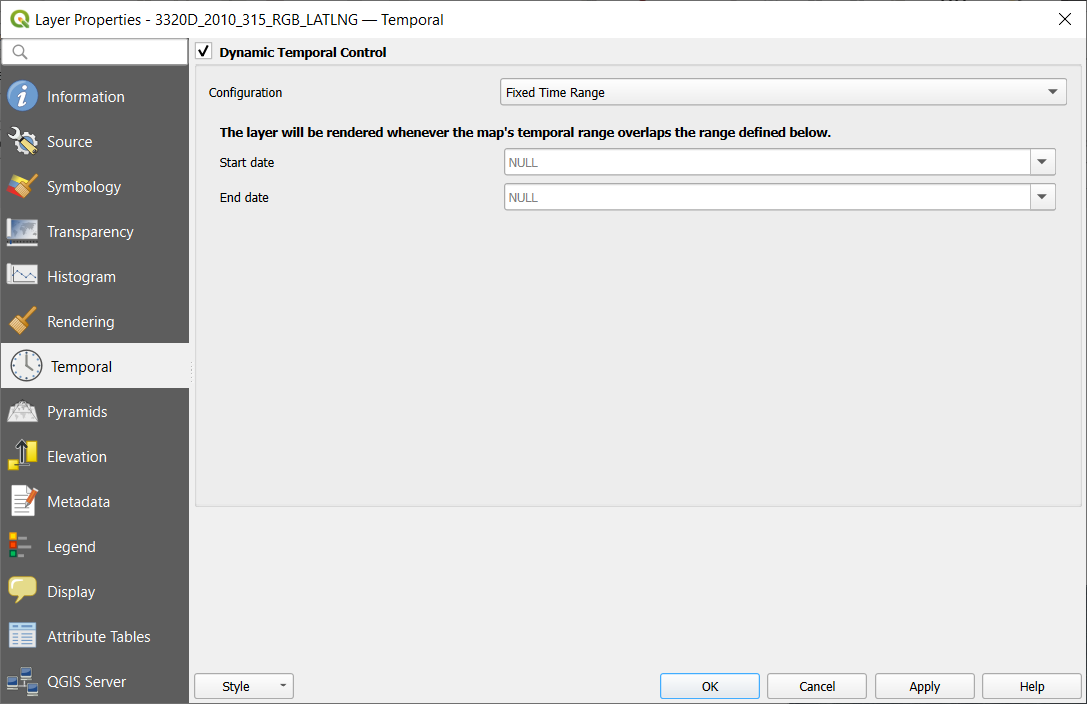 Layer Properties - 3320D_2010_315_RGB_LATLNG — Temporal
Information
Source
Symbology
Transparency
Histogram
Rendering
Temporal
Pyramids
Elevation
Metadata
Legend
Display
Attribute Tables
QGIS Server
Dynamic Temporal Control
Configuration Fixed Time Range
The layer will be rendered whenever the map's temporal range overlaps the range defined below.
Start date NULL
End date NULL
Style OK Cancel Apply Help